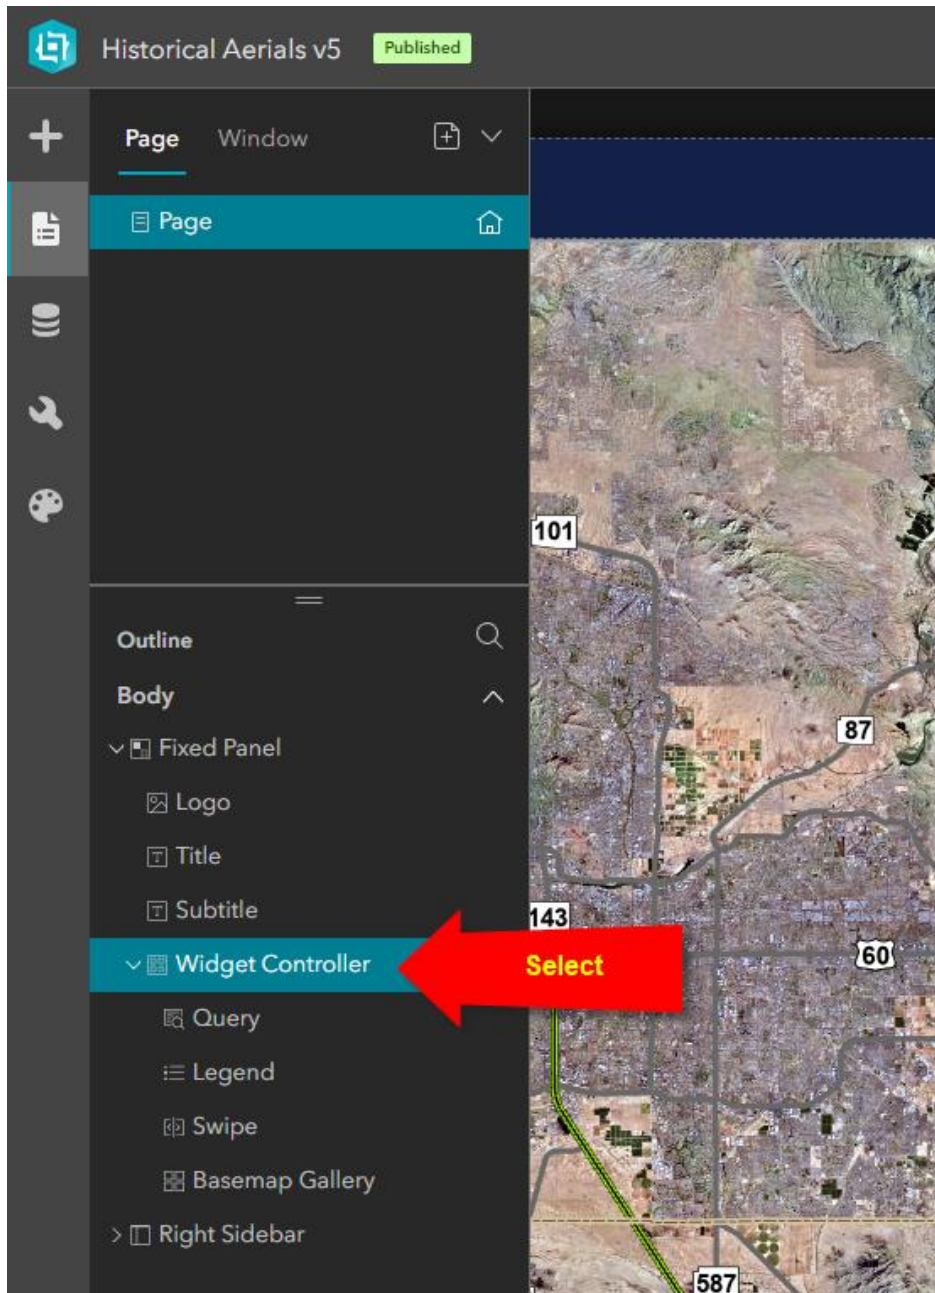 Historical Aerials v5 Published
Page Window
Page
Outline
Body
Fixed Panel
Logo
Title
Subtitle
Widget Controller
Query
Legend
Swipe
Basemap Gallery
Right Sidebar
Select
101
87
143
60
587